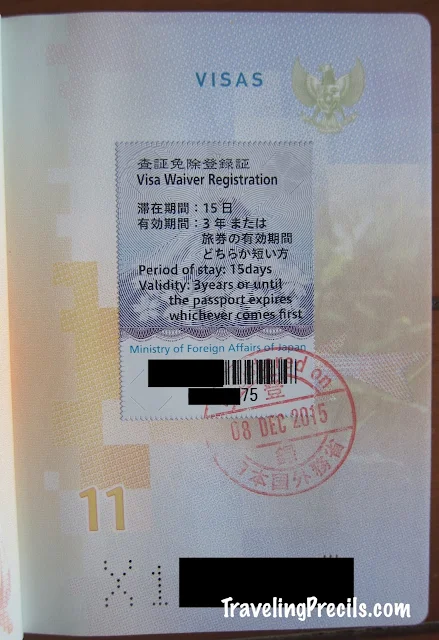 VISAS
査証免除登録証
Visa Waiver Registration
滞在期間：15日
有効期間：3年または
旅券の有効期間
どちらか短い方
Period of stay: 15days
Validity: 3years or until
the passport expires
whichever comes first
Ministry of Foreign Affairs of Japan
75
on
08 DEC 2015
日本国外務省
11
X1
TravelingPrecils.com